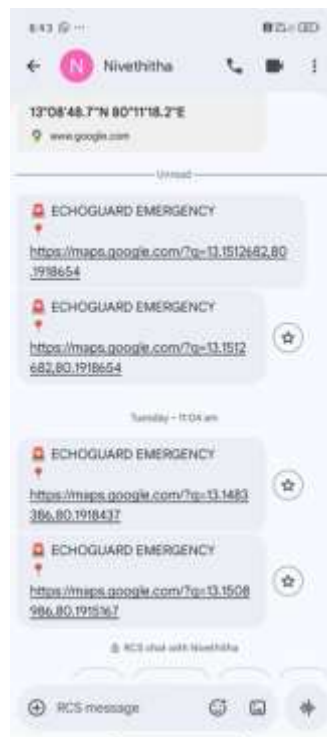 8:43
N Nivethitha
13°08'48.7"N 80°11'18.2"E
www.google.com
Unread
🚨 ECHOGUARD EMERGENCY
📍
https://maps.google.com/?q=13.1512682,80
.1918654
🚨 ECHOGUARD EMERGENCY
📍
https://maps.google.com/?q=13.1512
682,80.1918654
Tuesday • 11:04 am
🚨 ECHOGUARD EMERGENCY
📍
https://maps.google.com/?q=13.1483
386,80.1918437
🚨 ECHOGUARD EMERGENCY
📍
https://maps.google.com/?q=13.1508
986,80.1915167
RCS chat with Nivethitha
RCS message